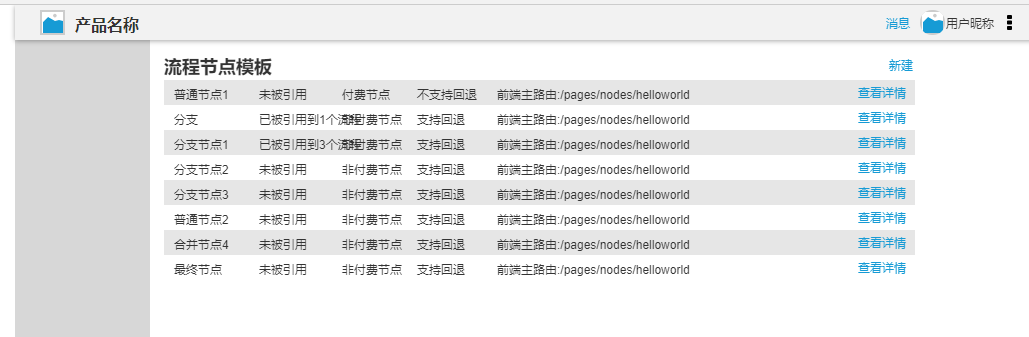 产品名称 消息 用户昵称
流程节点模板 新建
普通节点1 未被引用 付费节点 不支持回退 前端主路由:/pages/nodes/helloworld 查看详情
分支 已被引用到1个流程 非付费节点 支持回退 前端主路由:/pages/nodes/helloworld 查看详情
分支节点1 已被引用到3个流程 非付费节点 支持回退 前端主路由:/pages/nodes/helloworld 查看详情
分支节点2 未被引用 非付费节点 支持回退 前端主路由:/pages/nodes/helloworld 查看详情
分支节点3 未被引用 非付费节点 支持回退 前端主路由:/pages/nodes/helloworld 查看详情
普通节点2 未被引用 非付费节点 支持回退 前端主路由:/pages/nodes/helloworld 查看详情
合并节点4 未被引用 非付费节点 支持回退 前端主路由:/pages/nodes/helloworld 查看详情
最终节点 未被引用 非付费节点 支持回退 前端主路由:/pages/nodes/helloworld 查看详情